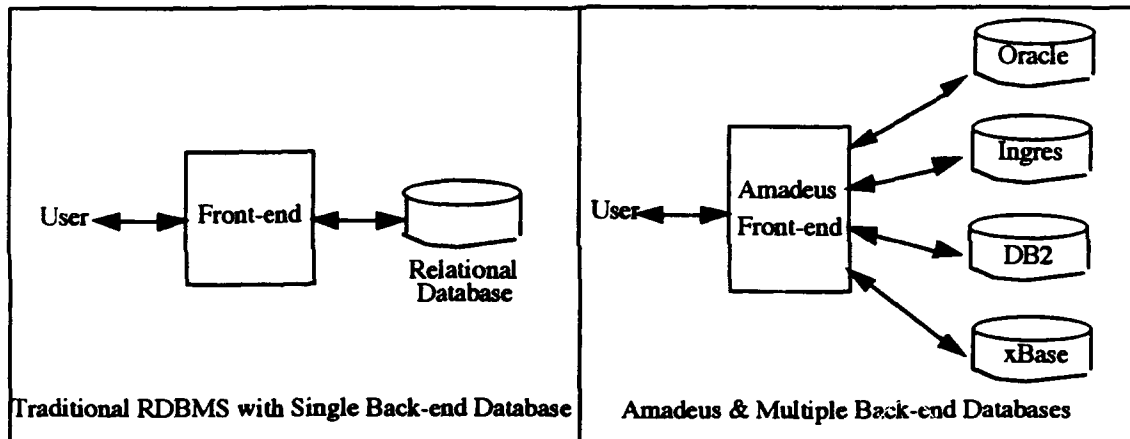 User
Front-end
Relational
Database
Traditional RDBMS with Single Back-end Database
User
Amadeus
Front-end
Oracle
Ingres
DB2
xBase
Amadeus & Multiple Back-end Databases